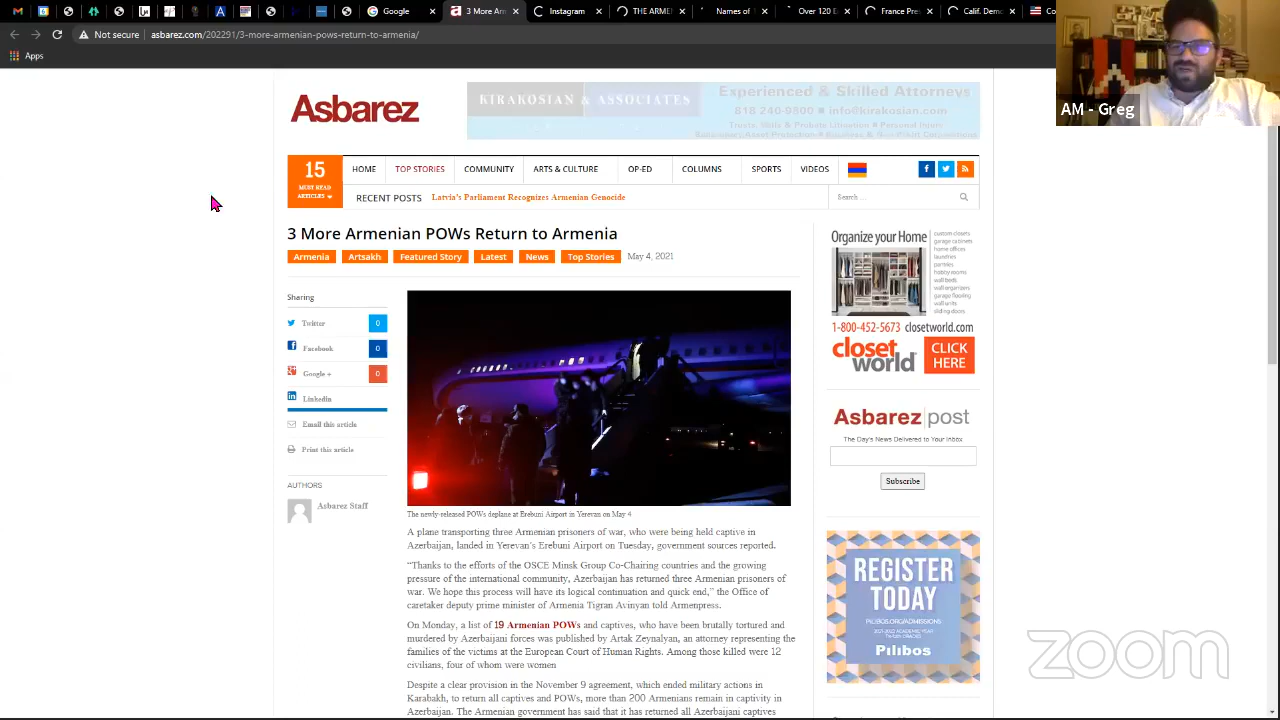 Google
3 More Arm
Instagram
THE ARME
Names of
Over 120 E
France Pres
Calif. Demo
Co
Not secure
asbarez.com/202291/3-more-armenian-pows-return-to-armenia/
Apps
AM - Greg
Asbarez
KIRAKOSIAN & ASSOCIATES
Experienced & Skilled Attorneys
818 240-9800 ■ info@kirakosian.com
Trusts, Wills & Probate Litigation ■ Personal Injury
15
MUST READ
ARTICLES
HOME
TOP STORIES
COMMUNITY
ARTS & CULTURE
OP-ED
COLUMNS
SPORTS
VIDEOS
RECENT POSTS
Latvia's Parliament Recognizes Armenian Genocide
Search ...
3 More Armenian POWs Return to Armenia
Armenia
Artsakh
Featured Story
Latest
News
Top Stories
May 4, 2021
Sharing
Twitter
0
Facebook
0
Google +
0
Linkedin
Email this article
Print this article
AUTHORS
Asbarez Staff
The newly-released POWs deplane at Erebuni Airport in Yerevan on May 4
A plane transporting three Armenian prisoners of war, who were being held captive in
Azerbaijan, landed in Yerevan's Erebuni Airport on Tuesday, government sources reported.
“Thanks to the efforts of the OSCE Minsk Group Co-Chairing countries and the growing
pressure of the international community, Azerbaijan has returned three Armenian prisoners of
war. We hope this process will have its logical continuation and quick end,” the Office of
caretaker deputy prime minister of Armenia Tigran Avinyan told Armenpress.
On Monday, a list of 19 Armenian POWs and captives, who have been brutally tortured and
murdered by Azerbaijani forces was published by Artak Zeynalyan, an attorney representing the
families of the victims at the European Court of Human Rights. Among those killed were 12
civilians, four of whom were women
Despite a clear provision in the November 9 agreement, which ended military actions in
Karabakh, to return all captives and POWs, more than 200 Armenians remain in captivity in
Azerbaijan. The Armenian government has said that it has returned all Azerbaijani captives
Organize your Home
custom closets
garage cabinets
home offices
laundries
pantries
hobby rooms
wall beds
wall organizers
garage flooring
wall units
sliding doors
1-800-452-5673 closetworld.com
closet
world
CLICK
HERE
Asbarez|post
The Day's News Delivered to Your Inbox
Subscribe
REGISTER
TODAY
PILIBOS.ORG/ADMISSIONS
2021-2022 ACADEMIC YEAR
Pilibos
zoom